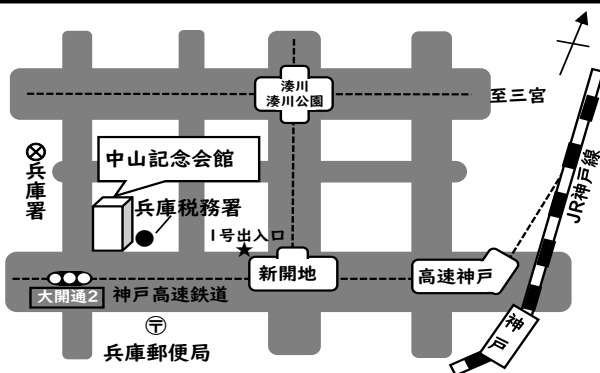 湊川
湊川公園
至三宮
中山記念会館
兵庫署
兵庫税務署
1号出入口
JR神戸線
新開地
高速神戸
大開通2
神戸高速鉄道
神戸
〒
兵庫郵便局